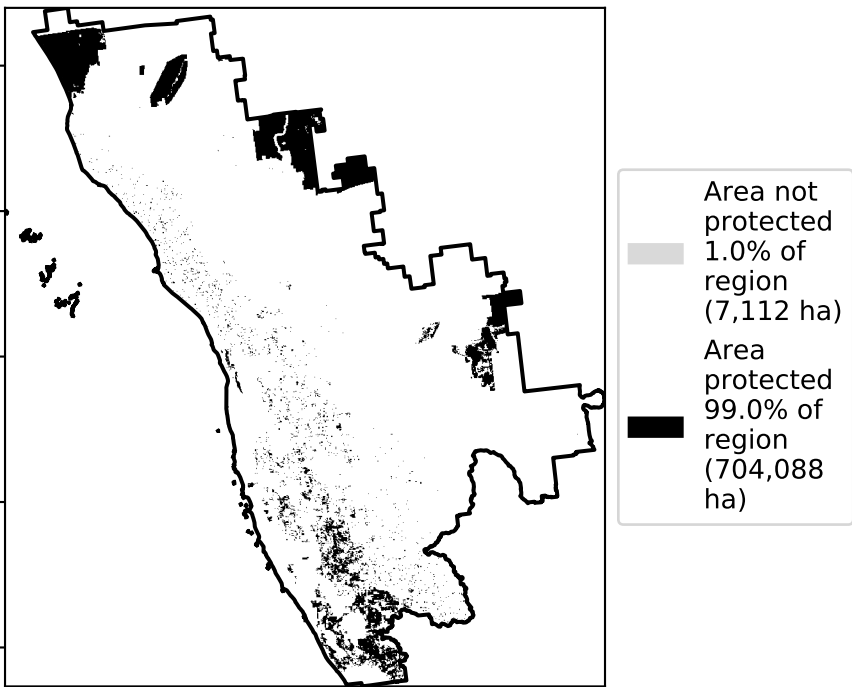 Area not
protected
1.0% of
region
(7,112 ha)
Area
protected
99.0% of
region
(704,088
ha)